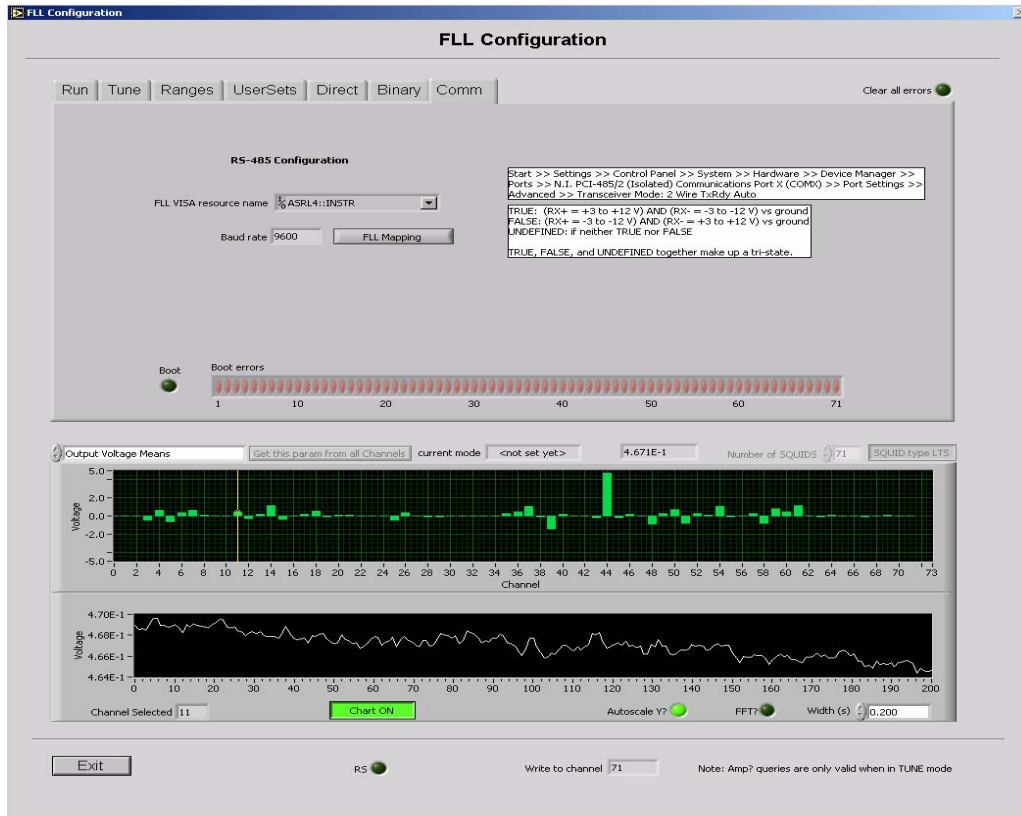 FLL Configuration
FLL Configuration
Run Tune Ranges UserSets Direct Binary Comm
Clear all errors
RS-485 Configuration
FLL VISA resource name ASRL4::INSTR
Baud rate 9600 FLL Mapping
Start >> Settings >> Control Panel >> System >> Hardware >> Device Manager >>
Ports >> N.I. PCI-485/2 (Isolated) Communications Port X (COMX) >> Port Settings >>
Advanced >> Transceiver Mode: 2 Wire TxRdy Auto
TRUE: (RX+ = +3 to +12 V) AND (RX- = -3 to -12 V) vs ground
FALSE: (RX+ = -3 to -12 V) AND (RX- = +3 to +12 V) vs ground
UNDEFINED: if neither TRUE nor FALSE
TRUE, FALSE, and UNDEFINED together make up a tri-state.
Boot
Boot errors
1 10 20 30 40 50 60 71
Output Voltage Means Get this param from all Channels current mode <not set yet> 4.671E-1 Number of SQUIDS 71 SQUID type LTS
Voltage
5.0
2.0
0.0
-2.0
-5.0
0 2 4 6 8 10 12 14 16 18 20 22 24 26 28 30 32 34 36 38 40 42 44 46 48 50 52 54 56 58 60 62 64 66 68 70 73
Channel
Voltage
4.70E-1
4.68E-1
4.66E-1
4.64E-1
0 10 20 30 40 50 60 70 80 90 100 110 120 130 140 150 160 170 180 190 200
Channel Selected 11 Chart ON Autoscale Y? FFT? Width (s) 0.200
Exit RS Write to channel 71 Note: Amp? queries are only valid when in TUNE mode